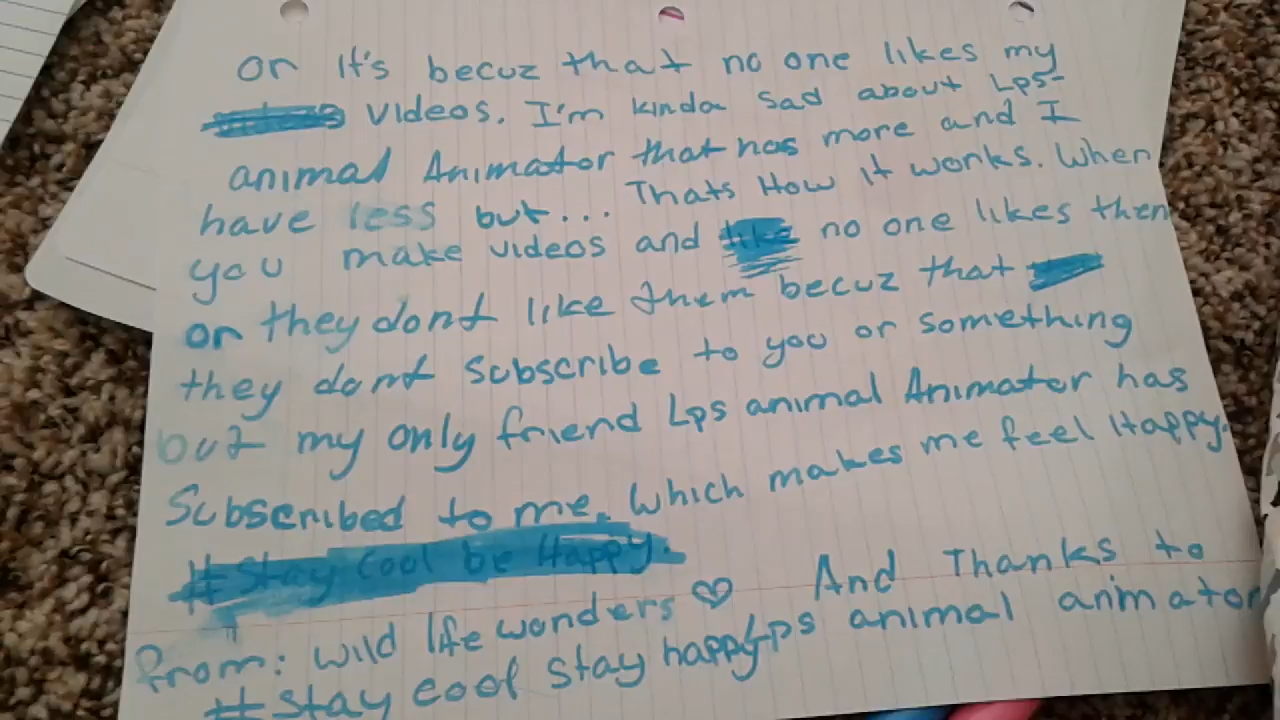 or It's becuz that no one likes my
videos. I'm kinda sad about Lps-
animal Animator that has more and I
have less but... Thats How it works. When
you make videos and no one likes them
or they dont like them becuz that
they dont subscribe to you or something
but my only friend Lps animal Animator has
Subscribed to me. Which makes me feel Happy.
#Stay Cool be Happy.
from: wild life wonders ♡ And Thanks to
#stay cool stay happy Lps animal animator